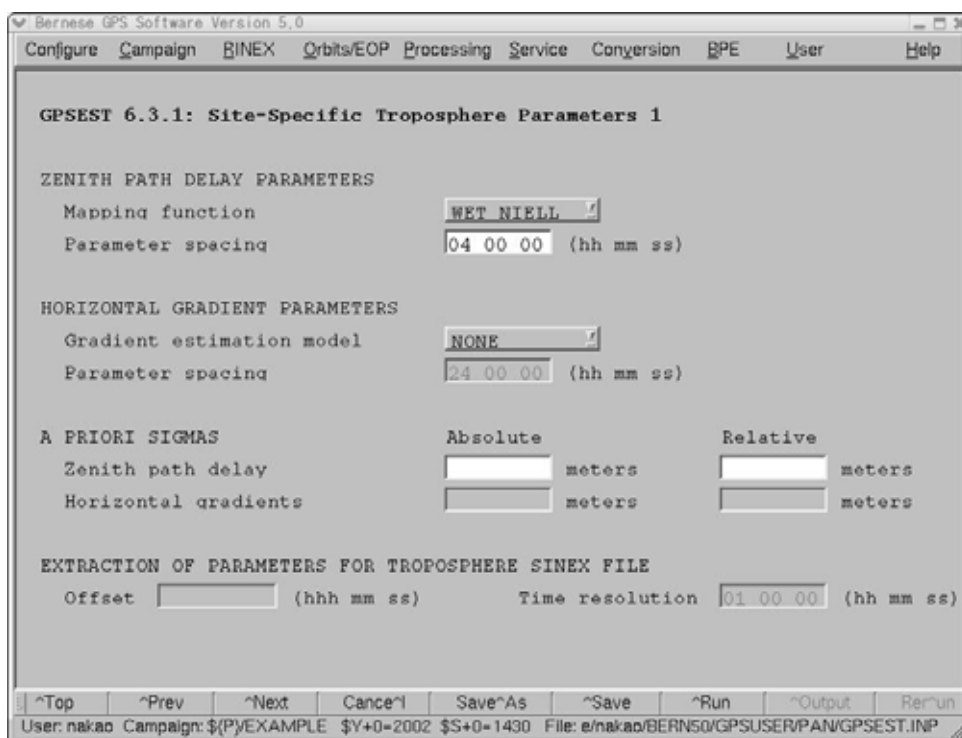 Bernese GPS Software Version 5.0
Configure Campaign RINEX Orbits/EOP Processing Service Conversion BPE User Help
GPSEST 6.3.1: Site-Specific Troposphere Parameters 1
ZENITH PATH DELAY PARAMETERS
Mapping function WET NIELL
Parameter spacing 04 00 00 (hh mm ss)
HORIZONTAL GRADIENT PARAMETERS
Gradient estimation model NONE
Parameter spacing 24 00 00 (hh mm ss)
A PRIORI SIGMAS Absolute Relative
Zenith path delay meters meters
Horizontal gradients meters meters
EXTRACTION OF PARAMETERS FOR TROPOSPHERE SINEX FILE
Offset (hhh mm ss) Time resolution 01 00 00 (hh mm ss)
^Top ^Prev ^Next Cance^l Save^As ^Save ^Run ^Output Rer^un
User: nakao Campaign: ${P}/EXAMPLE $Y+0=2002 $S+0=1430 File: e/nakao/BERN50/GPSUSER/PAN/GPSEST.INP